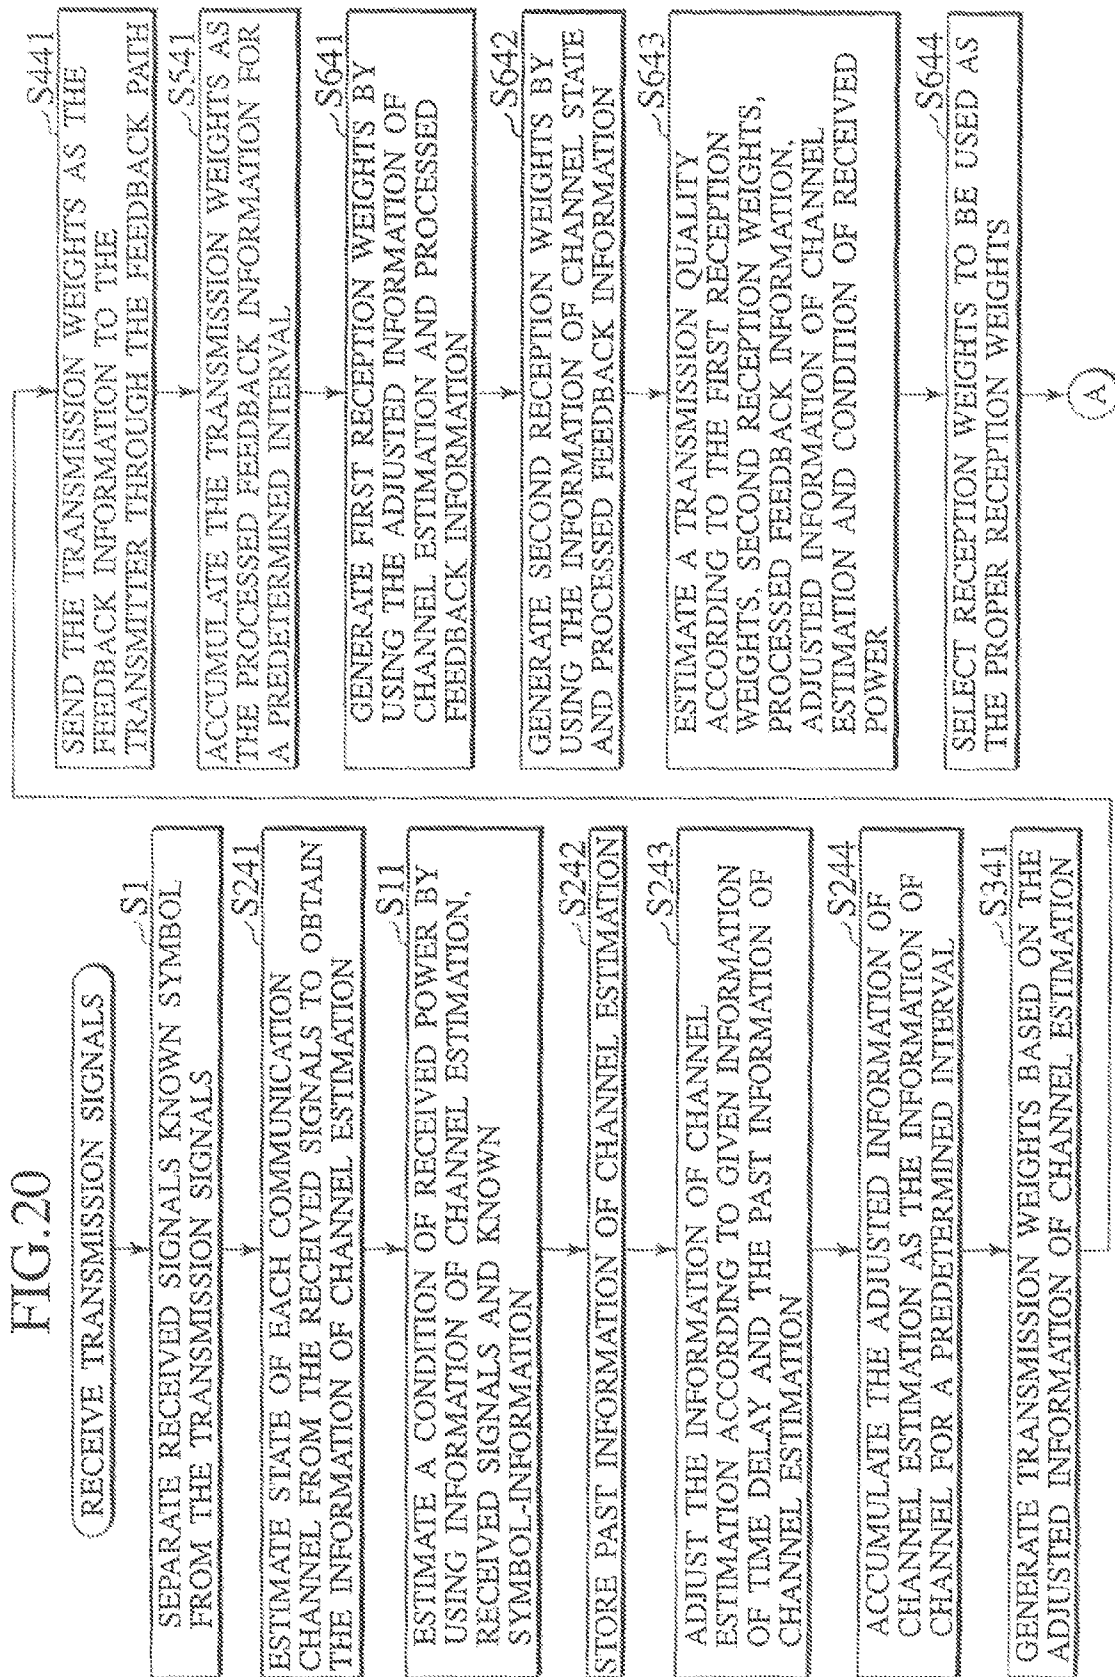 FIG.20
RECEIVE TRANSMISSION SIGNALS
S1
SEPARATE RECEIVED SIGNALS KNOWN SYMBOL
FROM THE TRANSMISSION SIGNALS
S241
ESTIMATE STATE OF EACH COMMUNICATION
CHANNEL FROM THE RECEIVED SIGNALS TO OBTAIN
THE INFORMATION OF CHANNEL ESTIMATION
S11
ESTIMATE A CONDITION OF RECEIVED POWER BY
USING INFORMATION OF CHANNEL ESTIMATION,
RECEIVED SIGNALS AND KNOWN
SYMBOL-INFORMATION
S242
STORE PAST INFORMATION OF CHANNEL ESTIMATION
S243
ADJUST THE INFORMATION OF CHANNEL
ESTIMATION ACCORDING TO GIVEN INFORMATION
OF TIME DELAY AND THE PAST INFORMATION OF
CHANNEL ESTIMATION
S244
ACCUMULATE THE ADJUSTED INFORMATION OF
CHANNEL ESTIMATION AS THE INFORMATION OF
CHANNEL FOR A PREDETERMINED INTERVAL
S341
GENERATE TRANSMISSION WEIGHTS BASED ON THE
ADJUSTED INFORMATION OF CHANNEL ESTIMATION
S441
SEND THE TRANSMISSION WEIGHTS AS THE
FEEDBACK INFORMATION TO THE
TRANSMITTER THROUGH THE FEEDBACK PATH
S541
ACCUMULATE THE TRANSMISSION WEIGHTS AS
THE PROCESSED FEEDBACK INFORMATION FOR
A PREDETERMINED INTERVAL
S641
GENERATE FIRST RECEPTION WEIGHTS BY
USING THE ADJUSTED INFORMATION OF
CHANNEL ESTIMATION AND PROCESSED
FEEDBACK INFORMATION
S642
GENERATE SECOND RECEPTION WEIGHTS BY
USING THE INFORMATION OF CHANNEL STATE
AND PROCESSED FEEDBACK INFORMATION
S643
ESTIMATE A TRANSMISSION QUALITY
ACCORDING TO THE FIRST RECEPTION
WEIGHTS, SECOND RECEPTION WEIGHTS,
PROCESSED FEEDBACK INFORMATION,
ADJUSTED INFORMATION OF CHANNEL
ESTIMATION AND CONDITION OF RECEIVED
POWER
S644
SELECT RECEPTION WEIGHTS TO BE USED AS
THE PROPER RECEPTION WEIGHTS
A